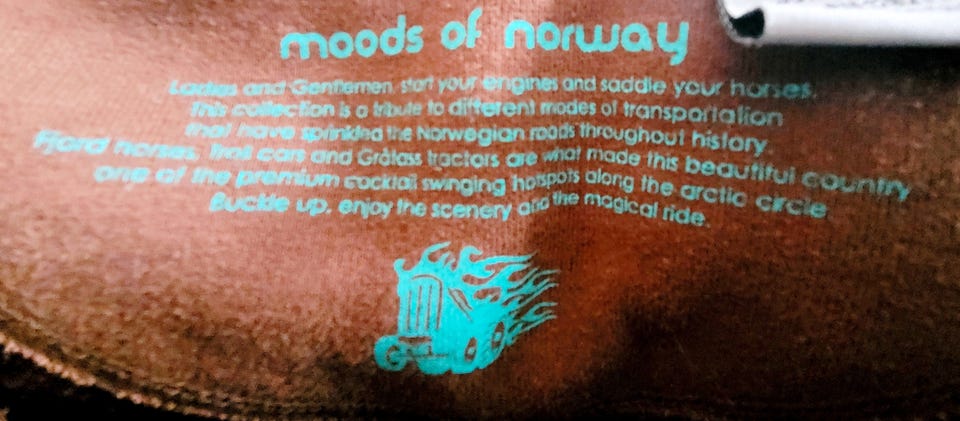 moods of norway
Ladies and Gentlemen, start your engines and saddle your horses.
This collection is a tribute to different modes of transportation
that have sprinkled the Norwegian roads throughout history.
Fjord horses, Troll cars and Gråtass tractors are what made this beautiful country
one of the premium cocktail swinging hotspots along the arctic circle
Buckle up, enjoy the scenery and the magical ride.